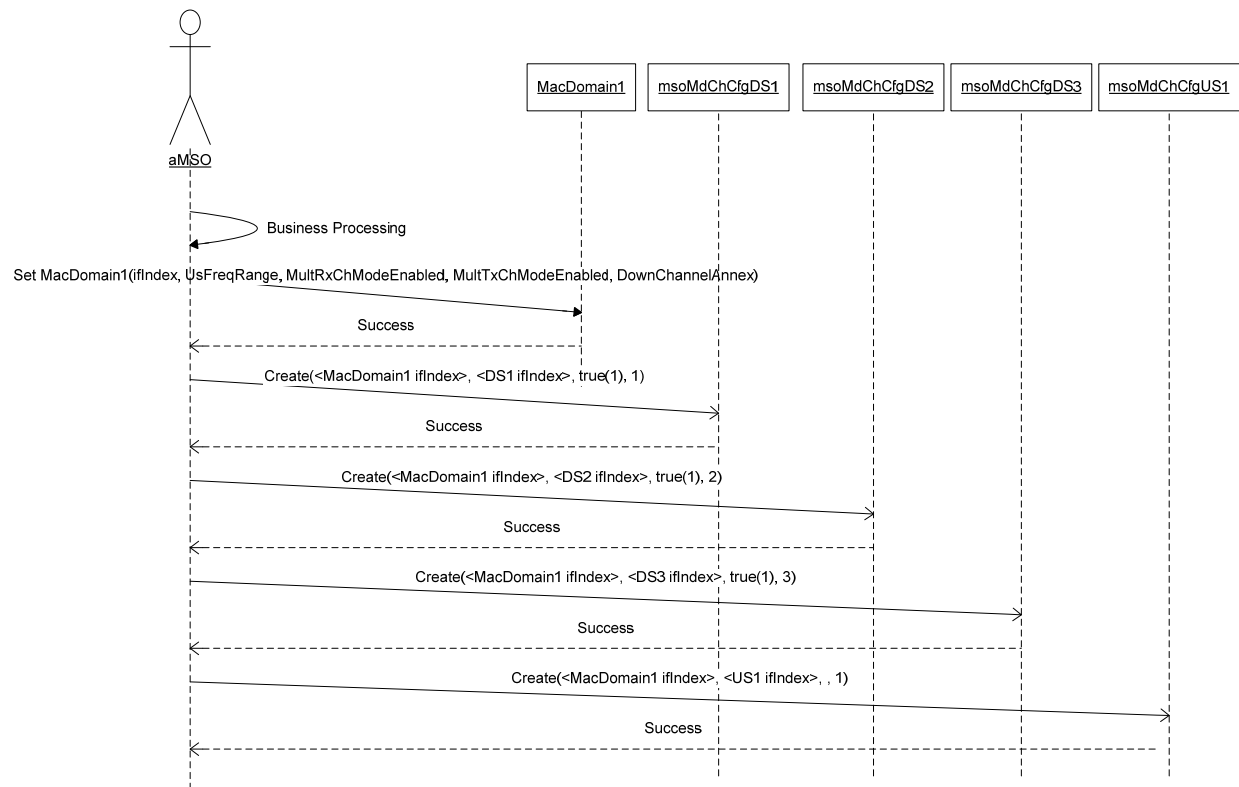 MacDomain1
msoMdChCfgDS1
msoMdChCfgDS2
msoMdChCfgDS3
msoMdChCfgUS1
aMSO
Business Processing
Set MacDomain1(ifIndex, UsFreqRange, MultRxChModeEnabled, MultTxChModeEnabled, DownChannelAnnex)
Success
Create(<MacDomain1 ifIndex>, <DS1 ifIndex>, true(1), 1)
Success
Create(<MacDomain1 ifIndex>, <DS2 ifIndex>, true(1), 2)
Success
Create(<MacDomain1 ifIndex>, <DS3 ifIndex>, true(1), 3)
Success
Create(<MacDomain1 ifIndex>, <US1 ifIndex>, , 1)
Success